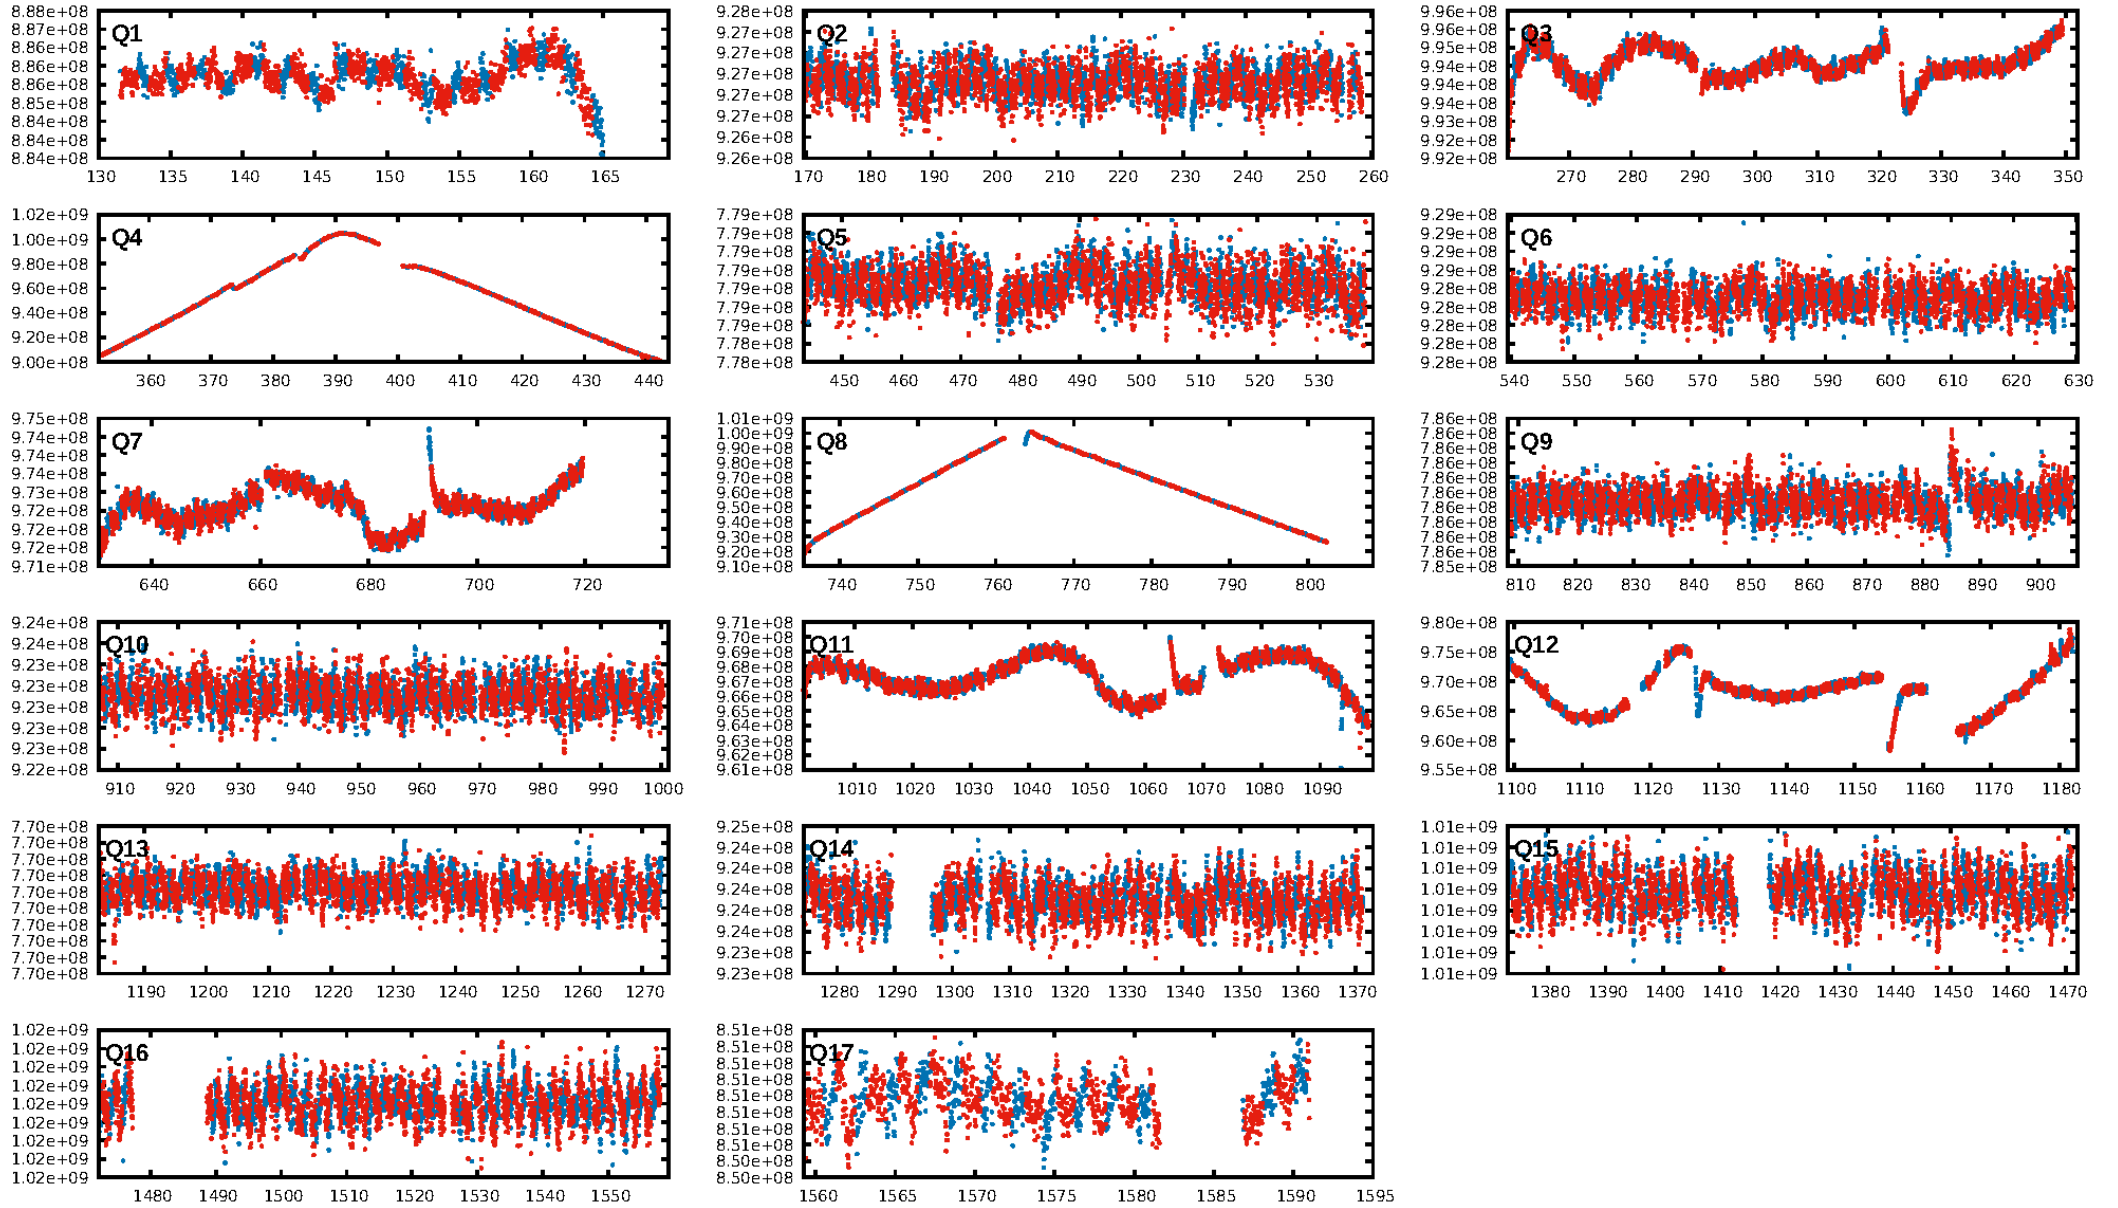 8.88e+08
8.87e+08
8.86e+08
8.86e+08
8.86e+08
8.85e+08
8.84e+08
8.84e+08
8.84e+08
Q1
130 135 140 145 150 155 160 165
9.28e+08
9.27e+08
9.27e+08
9.27e+08
9.27e+08
9.27e+08
9.26e+08
9.26e+08
Q2
170 180 190 200 210 220 230 240 250 260
9.96e+08
9.96e+08
9.95e+08
9.94e+08
9.94e+08
9.94e+08
9.93e+08
9.92e+08
9.92e+08
Q3
270 280 290 300 310 320 330 340 350
1.02e+09
1.00e+09
9.80e+08
9.60e+08
9.40e+08
9.20e+08
9.00e+08
Q4
360 370 380 390 400 410 420 430 440
7.79e+08
7.79e+08
7.79e+08
7.79e+08
7.79e+08
7.79e+08
7.79e+08
7.78e+08
7.78e+08
Q5
450 460 470 480 490 500 510 520 530
9.29e+08
9.29e+08
9.29e+08
9.29e+08
9.28e+08
9.28e+08
9.28e+08
9.28e+08
9.28e+08
Q6
540 550 560 570 580 590 600 610 620 630
9.75e+08
9.74e+08
9.74e+08
9.74e+08
9.73e+08
9.72e+08
9.72e+08
9.72e+08
9.71e+08
Q7
640 660 680 700 720
1.01e+09
1.00e+09
9.90e+08
9.80e+08
9.70e+08
9.60e+08
9.50e+08
9.40e+08
9.30e+08
9.20e+08
9.10e+08
Q8
740 750 760 770 780 790 800
7.86e+08
7.86e+08
7.86e+08
7.86e+08
7.86e+08
7.86e+08
7.86e+08
7.86e+08
7.85e+08
Q9
810 820 830 840 850 860 870 880 890 900
9.24e+08
9.24e+08
9.23e+08
9.23e+08
9.23e+08
9.23e+08
9.23e+08
9.22e+08
Q10
910 920 930 940 950 960 970 980 990 1000
9.71e+08
9.70e+08
9.69e+08
9.68e+08
9.67e+08
9.66e+08
9.65e+08
9.64e+08
9.63e+08
9.62e+08
9.61e+08
Q11
1010 1020 1030 1040 1050 1060 1070 1080 1090
9.80e+08
9.75e+08
9.70e+08
9.65e+08
9.60e+08
9.55e+08
Q12
1100 1110 1120 1130 1140 1150 1160 1170 1180
7.70e+08
7.70e+08
7.70e+08
7.70e+08
7.70e+08
7.70e+08
7.70e+08
7.70e+08
7.70e+08
7.70e+08
Q13
1190 1200 1210 1220 1230 1240 1250 1260 1270
9.25e+08
9.24e+08
9.24e+08
9.24e+08
9.24e+08
9.24e+08
9.23e+08
9.23e+08
Q14
1280 1290 1300 1310 1320 1330 1340 1350 1360 1370
1.01e+09
1.01e+09
1.01e+09
1.01e+09
1.01e+09
1.01e+09
1.01e+09
1.01e+09
Q15
1380 1390 1400 1410 1420 1430 1440 1450 1460 1470
1.02e+09
1.02e+09
1.02e+09
1.02e+09
1.02e+09
1.02e+09
1.02e+09
1.02e+09
1.02e+09
Q16
1480 1490 1500 1510 1520 1530 1540 1550
8.51e+08
8.51e+08
8.51e+08
8.51e+08
8.51e+08
8.51e+08
8.51e+08
8.51e+08
8.50e+08
8.50e+08
Q17
1560 1565 1570 1575 1580 1585 1590 1595